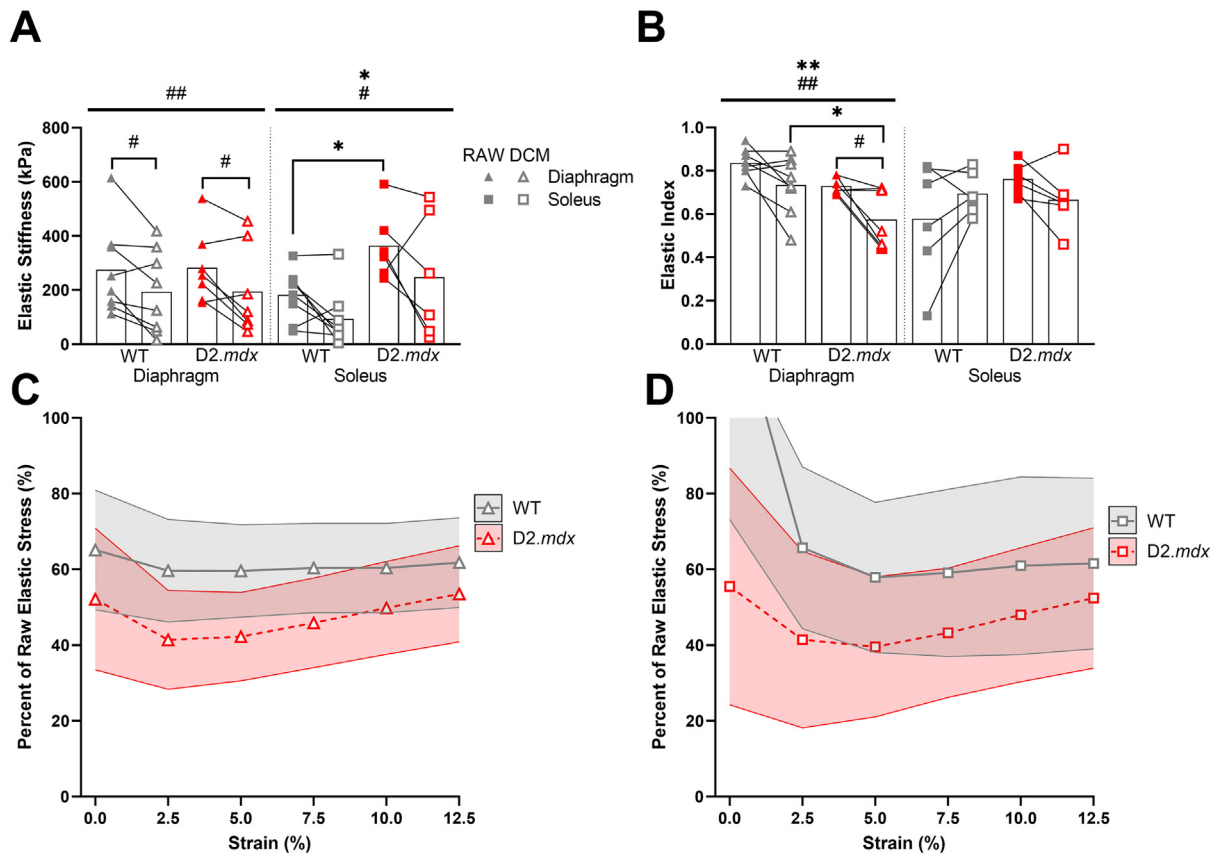 A
B
## * # ** ##
# # * * #
800
600
400
200
0
Elastic Stiffness (kPa)
RAW DCM
Diaphragm
Soleus
WT D2.mdx WT D2.mdx
Diaphragm Soleus
1.0
0.8
0.6
0.4
0.2
0.0
Elastic Index
WT D2.mdx WT D2.mdx
Diaphragm Soleus
C
D
100
80
60
40
20
0
Percent of Raw Elastic Stress (%)
WT
D2.mdx
0.0 2.5 5.0 7.5 10.0 12.5
Strain (%)
100
80
60
40
20
0
Percent of Raw Elastic Stress (%)
WT
D2.mdx
0.0 2.5 5.0 7.5 10.0 12.5
Strain (%)